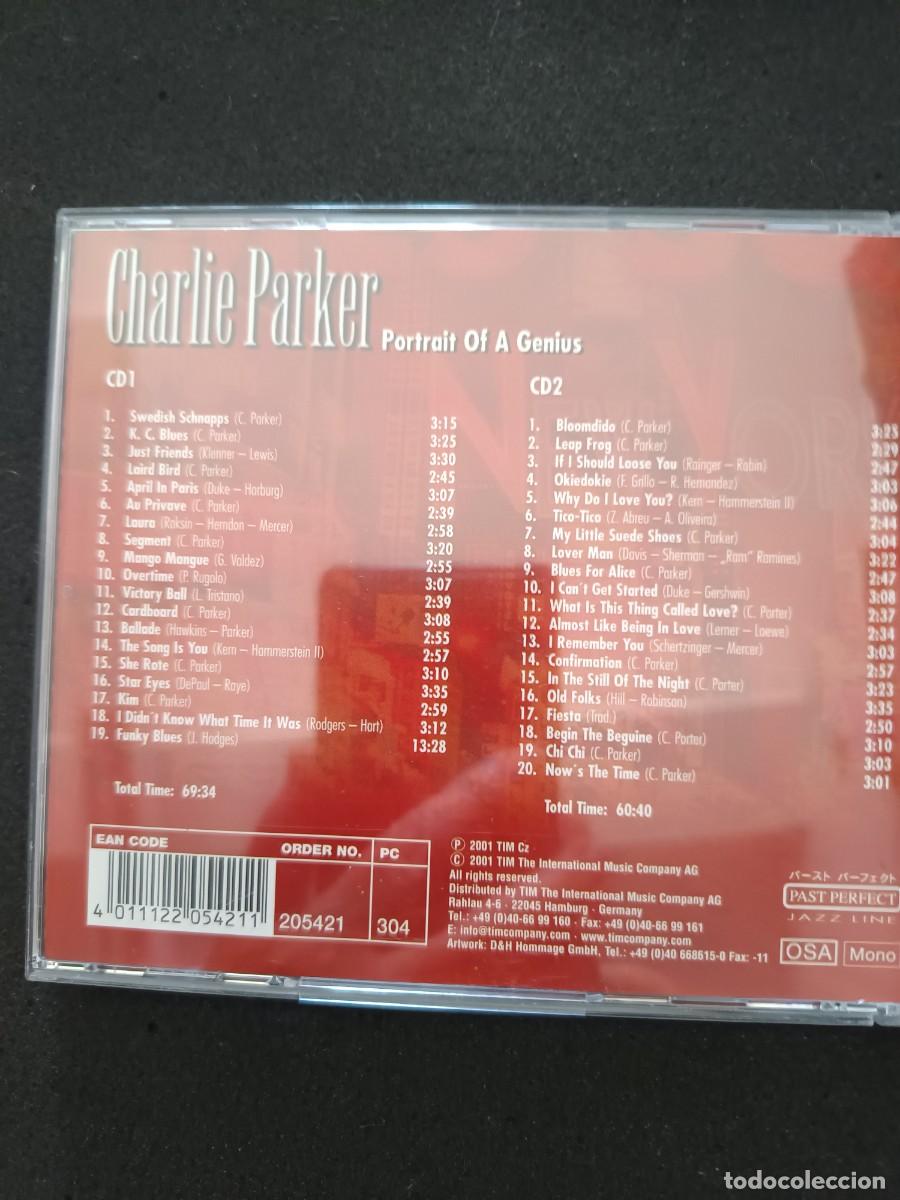 Charlie Parker Portrait Of A Genius
CD1
1. Swedish Schnapps (C. Parker) 3:15
2. K. C. Blues (C. Parker) 3:25
3. Just Friends (Klenner – Lewis) 3:30
4. Laird Bird (C. Parker) 2:45
5. April In Paris (Duke – Harburg) 3:07
6. Au Privave (C. Parker) 2:39
7. Laura (Raksin – Herndon – Mercer) 2:58
8. Segment (C. Parker) 3:20
9. Mango Mangue (G. Valdez) 2:55
10. Overtime (P. Rugolo) 3:07
11. Victory Ball (L. Tristano) 2:39
12. Cardboard (C. Parker) 3:08
13. Ballade (Hawkins – Parker) 2:55
14. The Song Is You (Kern – Hammerstein II) 2:57
15. She Rote (C. Parker) 3:10
16. Star Eyes (DePaul – Raye) 3:35
17. Kim (C. Parker) 2:59
18. I Didn´t Know What Time It Was (Rodgers – Hart) 3:12
19. Funky Blues (J. Hodges) 13:28
Total Time: 69:34
CD2
1. Bloomdido (C. Parker) 3:25
2. Leap Frog (C. Parker) 2:29
3. If I Should Loose You (Rainger – Robin) 2:47
4. Okiedokie (F. Grillo – R. Hernandez) 3:03
5. Why Do I Love You? (Kern – Hammerstein II) 3:06
6. Tico-Tico (Z. Abreu – A. Oliveira) 2:44
7. My Little Suede Shoes (C. Parker) 3:04
8. Lover Man (Davis – Sherman – „Ram“ Ramines) 3:22
9. Blues For Alice (C. Parker) 2:47
10. I Can´t Get Started (Duke – Gershwin) 3:08
11. What Is This Thing Called Love? (C. Porter) 2:37
12. Almost Like Being In Love (Lerner – Loewe) 2:34
13. I Remember You (Schertzinger – Mercer) 3:03
14. Confirmation (C. Parker) 2:57
15. In The Still Of The Night (C. Porter) 3:23
16. Old Folks (Hill – Robinson) 3:35
17. Fiesta (Trad.) 2:50
18. Begin The Beguine (C. Porter) 3:10
19. Chi Chi (C. Parker) 3:03
20. Now´s The Time (C. Parker) 3:01
Total Time: 60:40
EAN CODE ORDER NO. PC
4 011122 054211 205421 304
℗ 2001 TIM Cz
© 2001 TIM The International Music Company AG
All rights reserved.
Distributed by TIM The International Music Company AG
Rahlau 4-6 · 22045 Hamburg · Germany
Tel.: +49 (0)40-66 99 160 · Fax: +49 (0)40-66 99 161
E: info@timcompany.com · www.timcompany.com
Artwork: D&H Hommage GmbH, Tel.: +49 (0)40 668615-0 Fax: -11
パースト パーフェクト
PAST PERFECT
JAZZ LINE
OSA Mono
todocoleccion